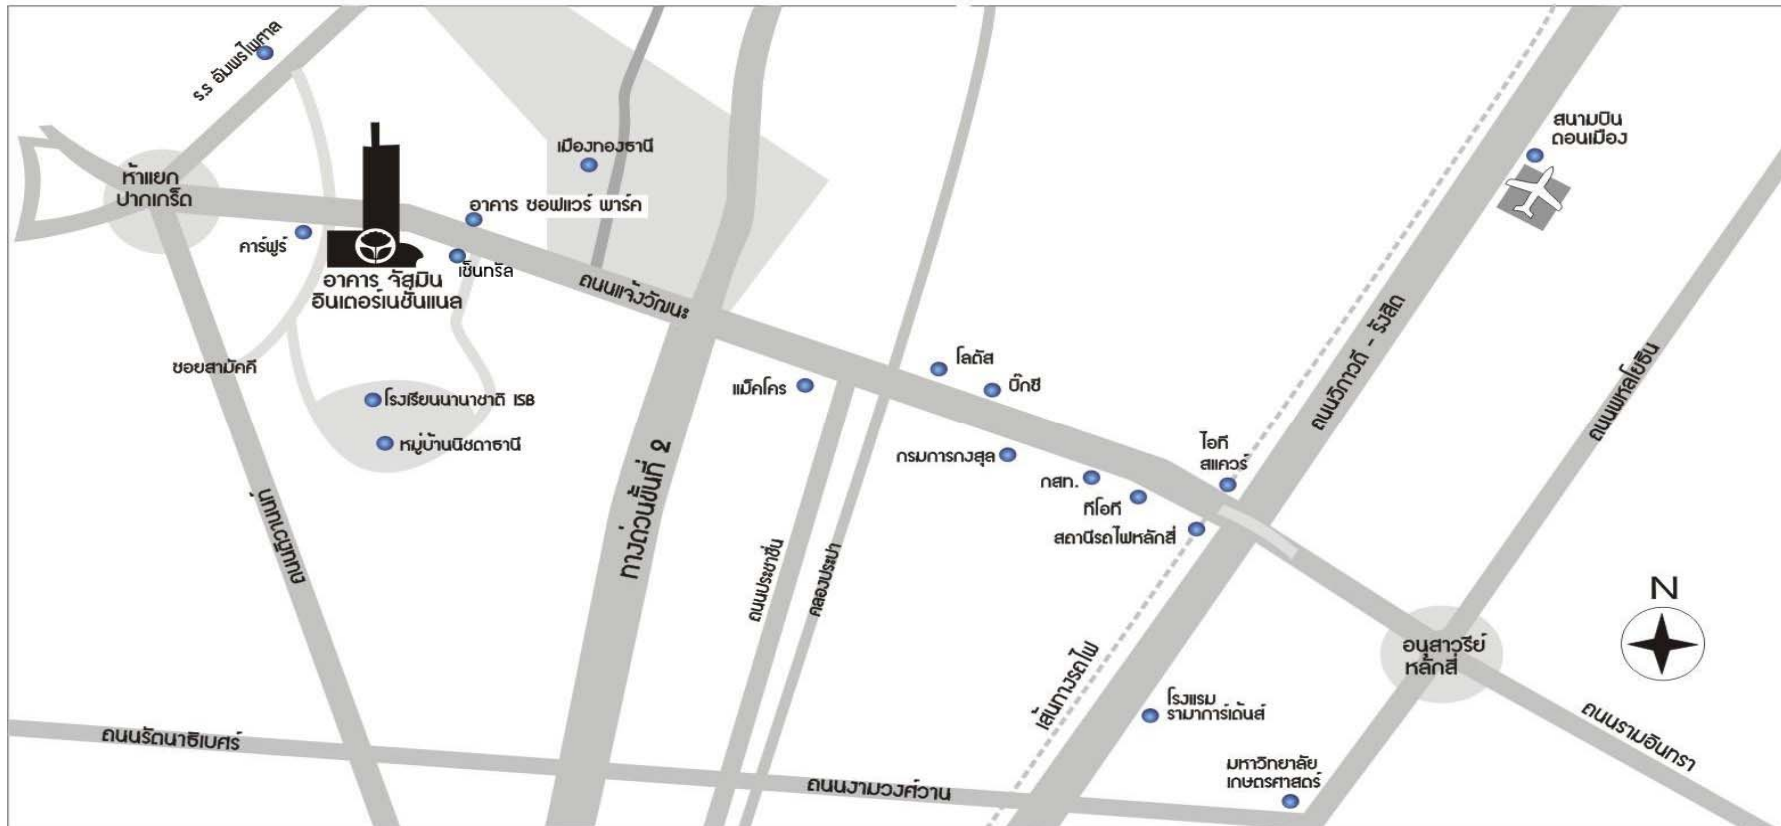 ร.ร อัมพรไพศาล
ห้าแยก
ปากเกร็ด
คาร์ฟูร์
อาคาร จัสมิน
อินเตอร์เนชั่นแนล
เมืองทองธานี
อาคาร ซอฟแวร์ พาร์ค
เซ็นทรัล
ถนนแจ้งวัฒนะ
ซอยสามัคคี
โรงเรียนนานาชาติ ISB
หมู่บ้านนิชดาธานี
ถนนติวานนท์
ทางด่วนขั้นที่ 2
แม็คโคร
ถนนประชาชื่น
คลองประปา
โลตัส
บิ๊กซี
กรมการกงสุล
กสท.
ทีโอที
สถานีรถไฟหลักสี่
ไอที
สแควร์
สนามบิน
ดอนเมือง
ถนนวิภาวดี - รังสิต
ถนนพหลโยธิน
N
อนุสาวรีย์
หลักสี่
เส้นทางรถไฟ
โรงแรม
รามาการ์เด้นส์
มหาวิทยาลัย
เกษตรศาสตร์
ถนนรามอินทรา
ถนนรัตนาธิเบศร์
ถนนงามวงศ์วาน